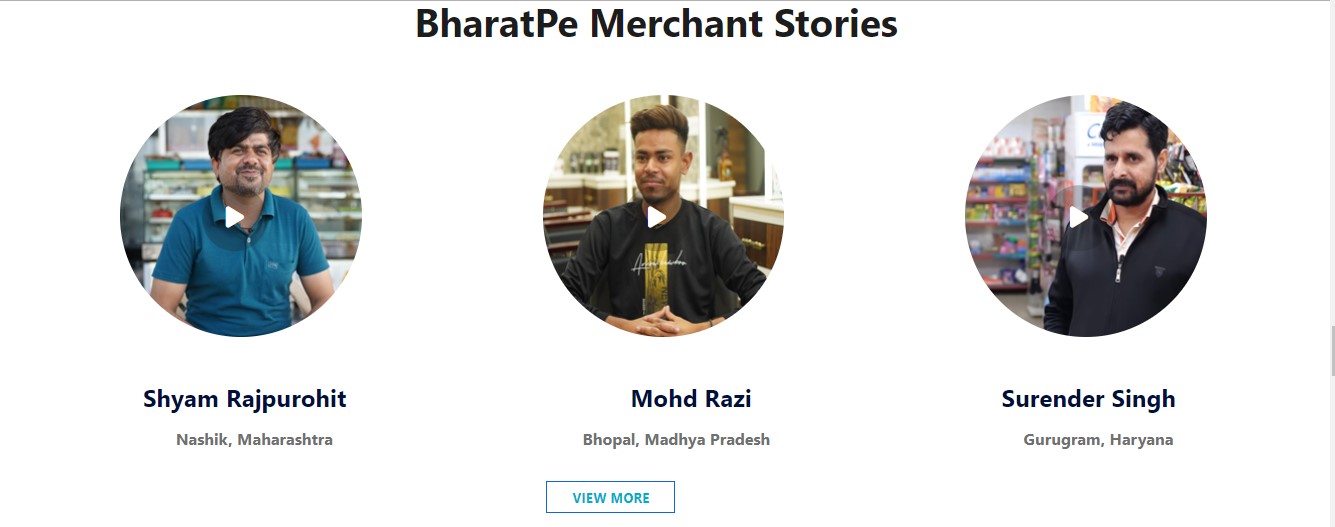 BharatPe Merchant Stories
Shyam Rajpurohit
Mohd Razi
Surender Singh
Nashik, Maharashtra
Bhopal, Madhya Pradesh
Gurugram, Haryana
VIEW MORE